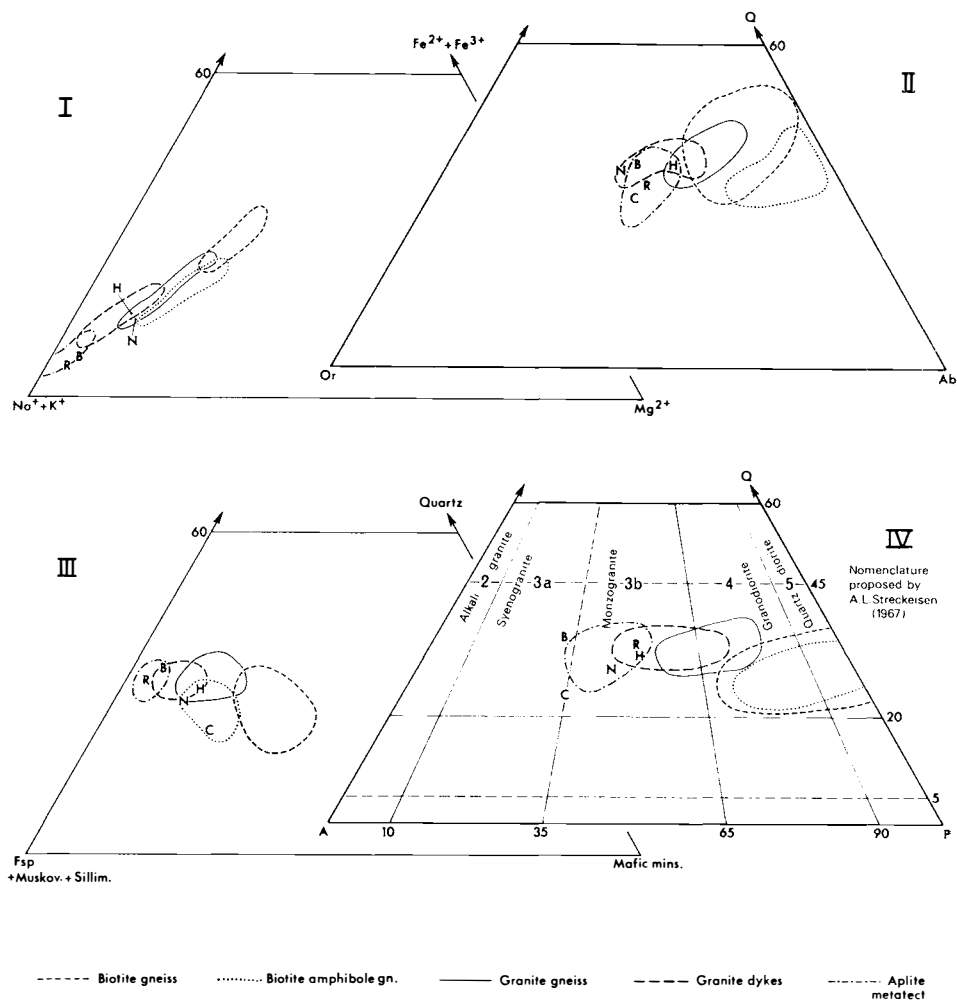 I
60
Fe2+ + Fe3+
H
N
R
B
Na+ + K+
Mg2+
II
Q
60
N
B
H
R
C
Or
Ab
III
60
Quartz
R
B
H
N
C
Fsp
+Muskov. + Sillim.
Mafic mins.
IV
Q
60
Nomenclature
proposed by
A.L. Streckeisen
(1967)
2
3a
3b
4
5
45
Alkali granite
Syenogranite
Monzogranite
Granodiorite
Quartz diorite
B
R
H
N
C
20
5
A
10
35
65
90
P
Biotite gneiss
Biotite amphibole gn.
Granite gneiss
Granite dykes
Aplite
metatect